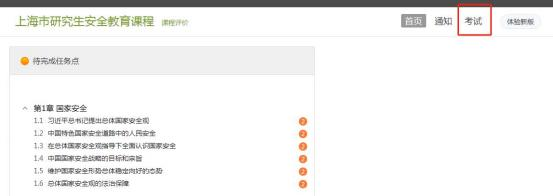 上海市研究生安全教育课程 课程评价 首页 通知 考试 体验新版
待完成任务点
第1章 国家安全
1.1 习近平总书记提出总体国家安全观 2
1.2 中国特色国家安全道路中的人民安全 2
1.3 在总体国家安全观指导下全面认识国家安全 2
1.4 中国国家安全战略的目标和宗旨 2
1.5 维护国家安全形势总体稳定向好的态势 2
1.6 总体国家安全观的法治保障 2